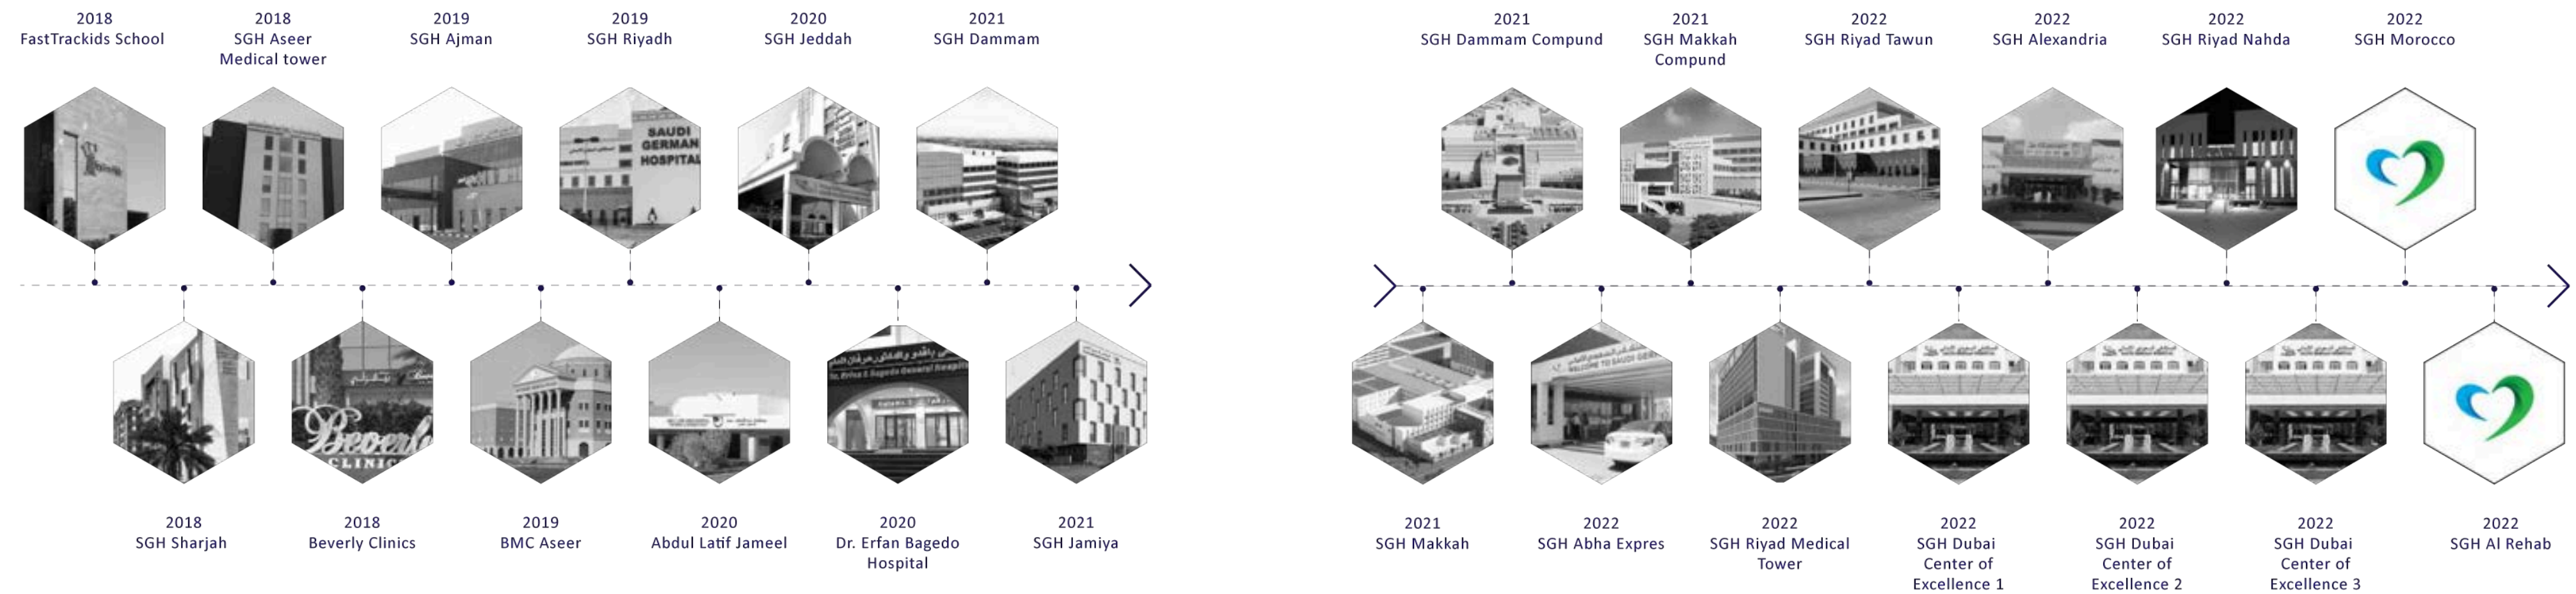 2018
FastTrackids School
2018
SGH Aseer
Medical tower
2019
SGH Ajman
2019
SGH Riyadh
2020
SGH Jeddah
2021
SGH Dammam
2021
SGH Dammam Compund
2021
SGH Makkah
Compund
2022
SGH Riyad Tawun
2022
SGH Alexandria
2022
SGH Riyad Nahda
2022
SGH Morocco
SAUDI
GERMAN
HOSPITAL
Beverl
CLINIC
2018
SGH Sharjah
2018
Beverly Clinics
2019
BMC Aseer
2020
Abdul Latif Jameel
2020
Dr. Erfan Bagedo
Hospital
2021
SGH Jamiya
2021
SGH Makkah
2022
SGH Abha Expres
2022
SGH Riyad Medical
Tower
2022
SGH Dubai
Center of
Excellence 1
2022
SGH Dubai
Center of
Excellence 2
2022
SGH Dubai
Center of
Excellence 3
2022
SGH Al Rehab